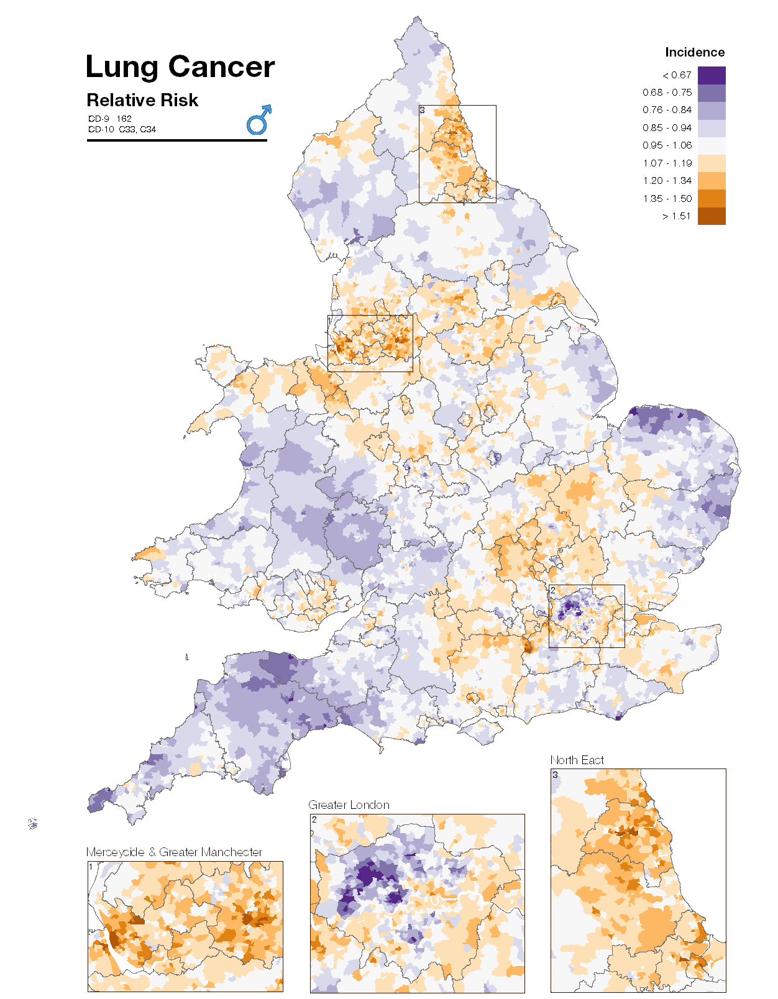 Lung Cancer
Relative Risk
ICD-9 162
ICD-10 C33, C34
Incidence
< 0.67
0.68 - 0.75
0.76 - 0.84
0.85 - 0.94
0.95 - 1.06
1.07 - 1.19
1.20 - 1.34
1.35 - 1.50
> 1.51
3
1
2
North East
3
Greater London
2
Merseyside & Greater Manchester
1